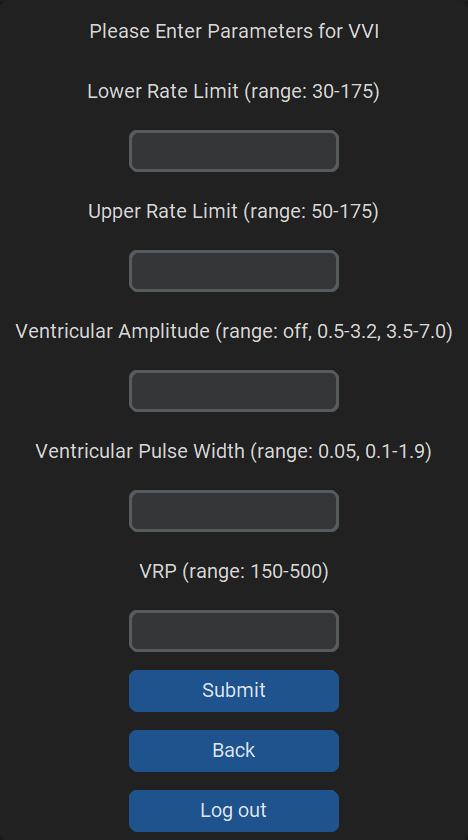 Please Enter Parameters for VVI
Lower Rate Limit (range: 30-175)
Upper Rate Limit (range: 50-175)
Ventricular Amplitude (range: off, 0.5-3.2, 3.5-7.0)
Ventricular Pulse Width (range: 0.05, 0.1-1.9)
VRP (range: 150-500)
Submit
Back
Log out